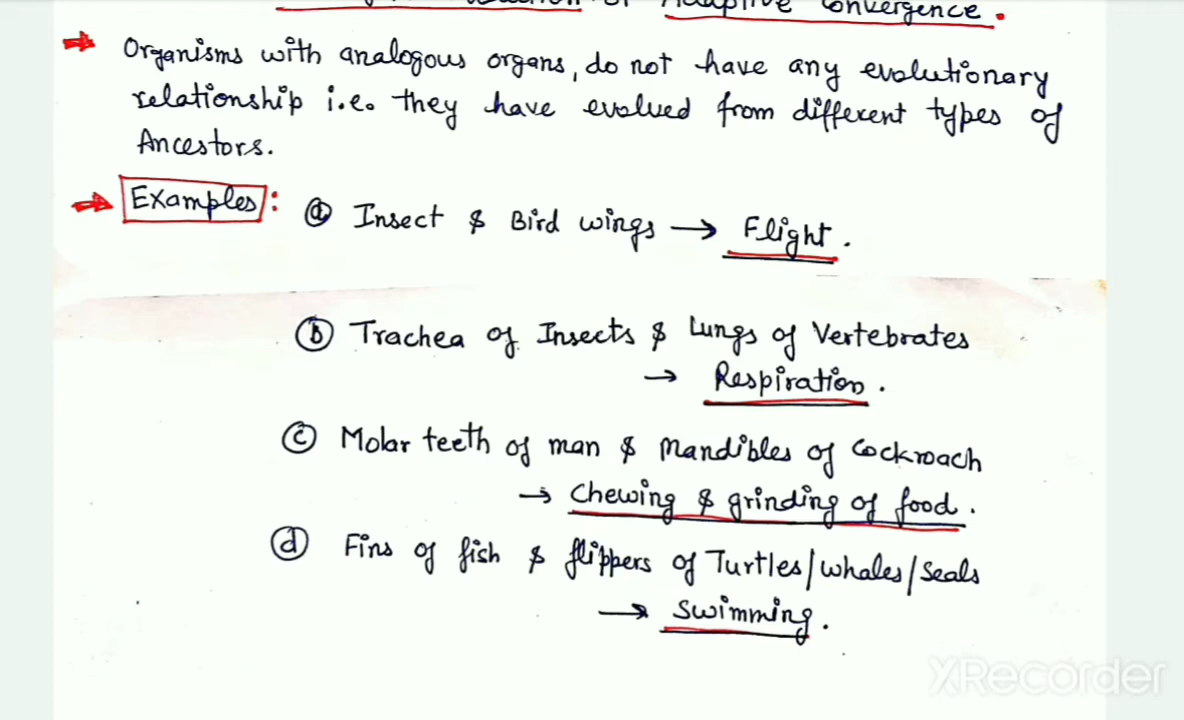 Adaptive Convergence.
Organisms with analogous organs, do not have any evolutionary
relationship i.e. they have evolved from different types of
Ancestors.
Examples : ⓐ Insect & Bird wings → Flight.
ⓑ Trachea of Insects & Lungs of Vertebrates
→ Respiration.
ⓒ Molar teeth of man & Mandibles of Cockroach
→ Chewing & grinding of food.
ⓓ Fins of fish & flippers of Turtles/whales/seals
→ Swimming.
XRecorder